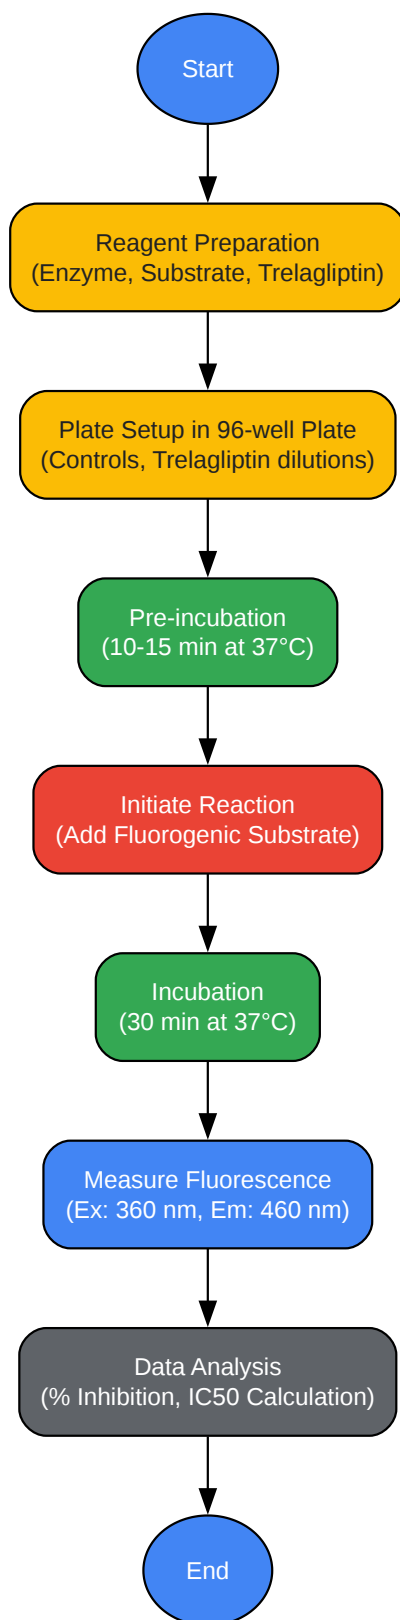 Start
Reagent Preparation
(Enzyme, Substrate, Trelagliptin)
Plate Setup in 96-well Plate
(Controls, Trelagliptin dilutions)
Pre-incubation
(10-15 min at 37°C)
Initiate Reaction
(Add Fluorogenic Substrate)
Incubation
(30 min at 37°C)
Measure Fluorescence
(Ex: 360 nm, Em: 460 nm)
Data Analysis
(% Inhibition, IC50 Calculation)
End